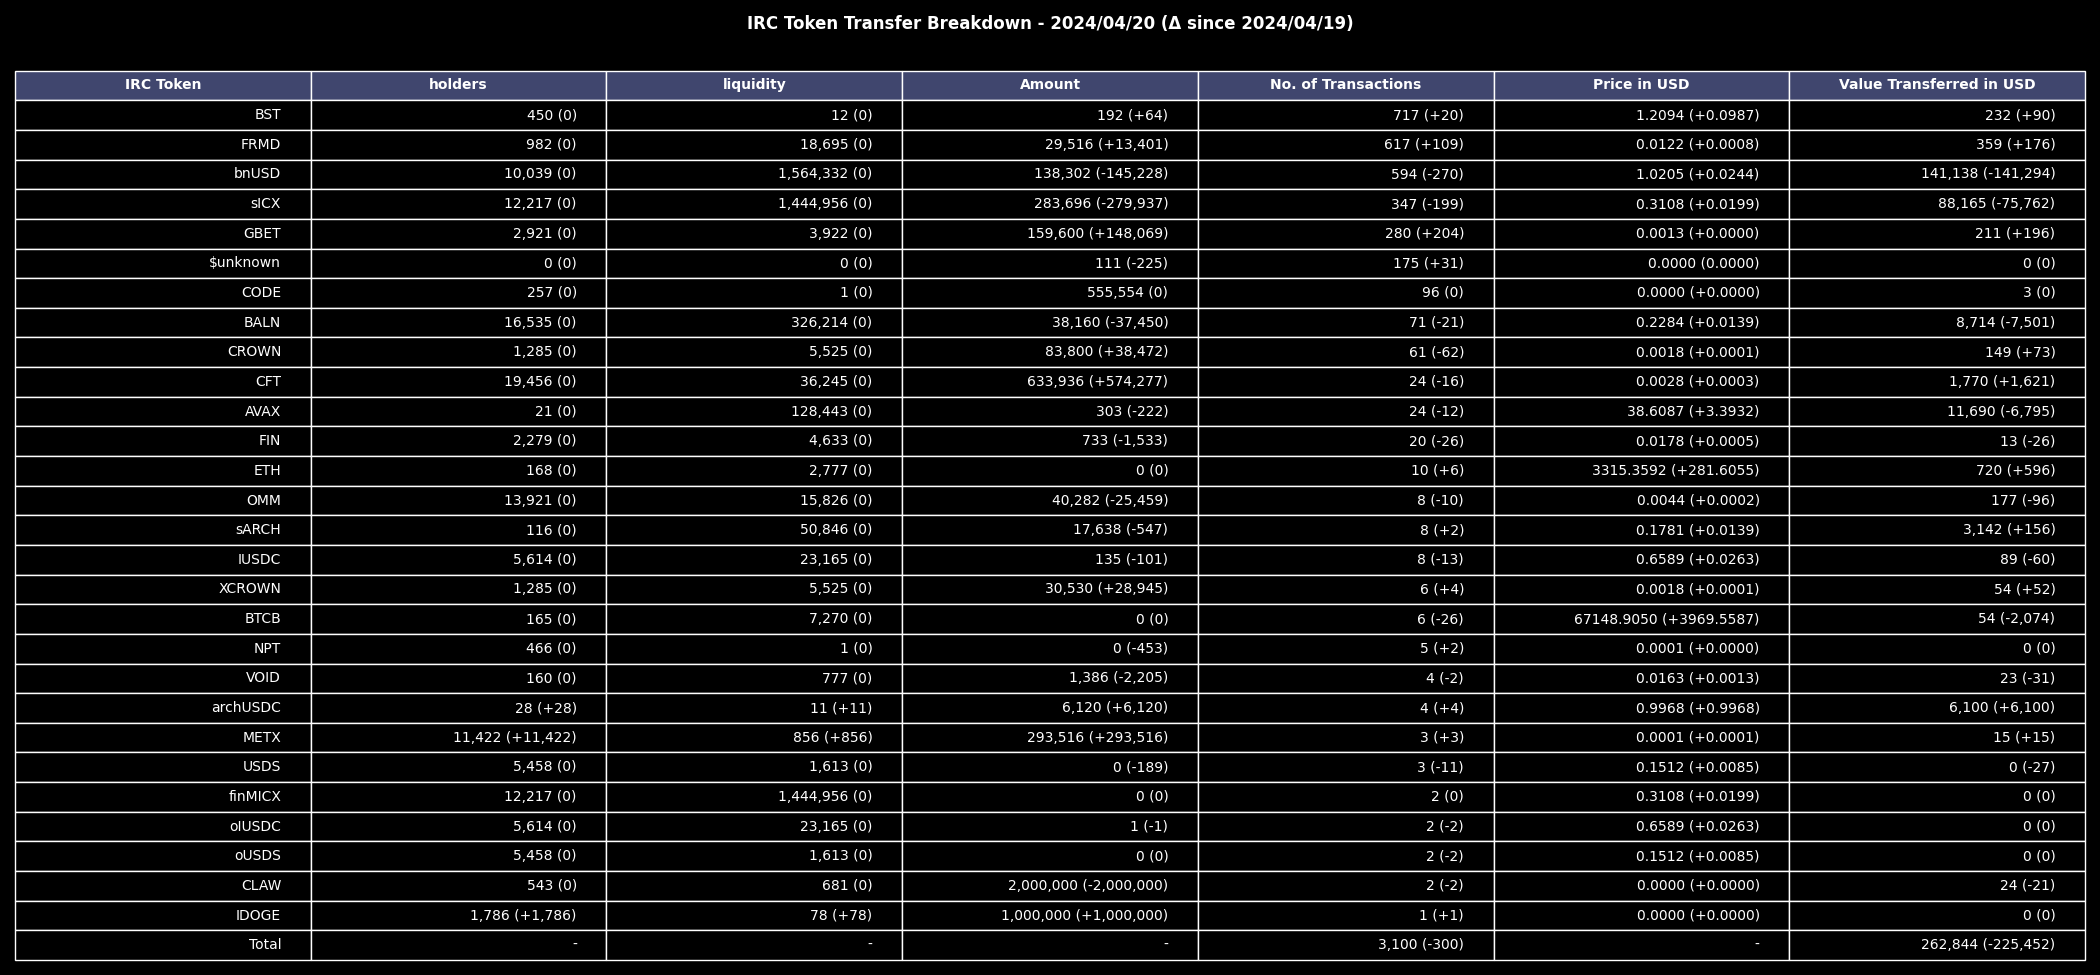 IRC Token Transfer Breakdown - 2024/04/20 (Δ since 2024/04/19)
IRC Token holders liquidity Amount No. of Transactions Price in USD Value Transferred in USD
BST 450 (0) 12 (0) 192 (+64) 717 (+20) 1.2094 (+0.0987) 232 (+90)
FRMD 982 (0) 18,695 (0) 29,516 (+13,401) 617 (+109) 0.0122 (+0.0008) 359 (+176)
bnUSD 10,039 (0) 1,564,332 (0) 138,302 (-145,228) 594 (-270) 1.0205 (+0.0244) 141,138 (-141,294)
sICX 12,217 (0) 1,444,956 (0) 283,696 (-279,937) 347 (-199) 0.3108 (+0.0199) 88,165 (-75,762)
GBET 2,921 (0) 3,922 (0) 159,600 (+148,069) 280 (+204) 0.0013 (+0.0000) 211 (+196)
$unknown 0 (0) 0 (0) 111 (-225) 175 (+31) 0.0000 (0.0000) 0 (0)
CODE 257 (0) 1 (0) 555,554 (0) 96 (0) 0.0000 (+0.0000) 3 (0)
BALN 16,535 (0) 326,214 (0) 38,160 (-37,450) 71 (-21) 0.2284 (+0.0139) 8,714 (-7,501)
CROWN 1,285 (0) 5,525 (0) 83,800 (+38,472) 61 (-62) 0.0018 (+0.0001) 149 (+73)
CFT 19,456 (0) 36,245 (0) 633,936 (+574,277) 24 (-16) 0.0028 (+0.0003) 1,770 (+1,621)
AVAX 21 (0) 128,443 (0) 303 (-222) 24 (-12) 38.6087 (+3.3932) 11,690 (-6,795)
FIN 2,279 (0) 4,633 (0) 733 (-1,533) 20 (-26) 0.0178 (+0.0005) 13 (-26)
ETH 168 (0) 2,777 (0) 0 (0) 10 (+6) 3315.3592 (+281.6055) 720 (+596)
OMM 13,921 (0) 15,826 (0) 40,282 (-25,459) 8 (-10) 0.0044 (+0.0002) 177 (-96)
sARCH 116 (0) 50,846 (0) 17,638 (-547) 8 (+2) 0.1781 (+0.0139) 3,142 (+156)
IUSDC 5,614 (0) 23,165 (0) 135 (-101) 8 (-13) 0.6589 (+0.0263) 89 (-60)
XCROWN 1,285 (0) 5,525 (0) 30,530 (+28,945) 6 (+4) 0.0018 (+0.0001) 54 (+52)
BTCB 165 (0) 7,270 (0) 0 (0) 6 (-26) 67148.9050 (+3969.5587) 54 (-2,074)
NPT 466 (0) 1 (0) 0 (-453) 5 (+2) 0.0001 (+0.0000) 0 (0)
VOID 160 (0) 777 (0) 1,386 (-2,205) 4 (-2) 0.0163 (+0.0013) 23 (-31)
archUSDC 28 (+28) 11 (+11) 6,120 (+6,120) 4 (+4) 0.9968 (+0.9968) 6,100 (+6,100)
METX 11,422 (+11,422) 856 (+856) 293,516 (+293,516) 3 (+3) 0.0001 (+0.0001) 15 (+15)
USDS 5,458 (0) 1,613 (0) 0 (-189) 3 (-11) 0.1512 (+0.0085) 0 (-27)
finMICX 12,217 (0) 1,444,956 (0) 0 (0) 2 (0) 0.3108 (+0.0199) 0 (0)
oIUSDC 5,614 (0) 23,165 (0) 1 (-1) 2 (-2) 0.6589 (+0.0263) 0 (0)
oUSDS 5,458 (0) 1,613 (0) 0 (0) 2 (-2) 0.1512 (+0.0085) 0 (0)
CLAW 543 (0) 681 (0) 2,000,000 (-2,000,000) 2 (-2) 0.0000 (+0.0000) 24 (-21)
IDOGE 1,786 (+1,786) 78 (+78) 1,000,000 (+1,000,000) 1 (+1) 0.0000 (+0.0000) 0 (0)
Total - - - 3,100 (-300) - 262,844 (-225,452)